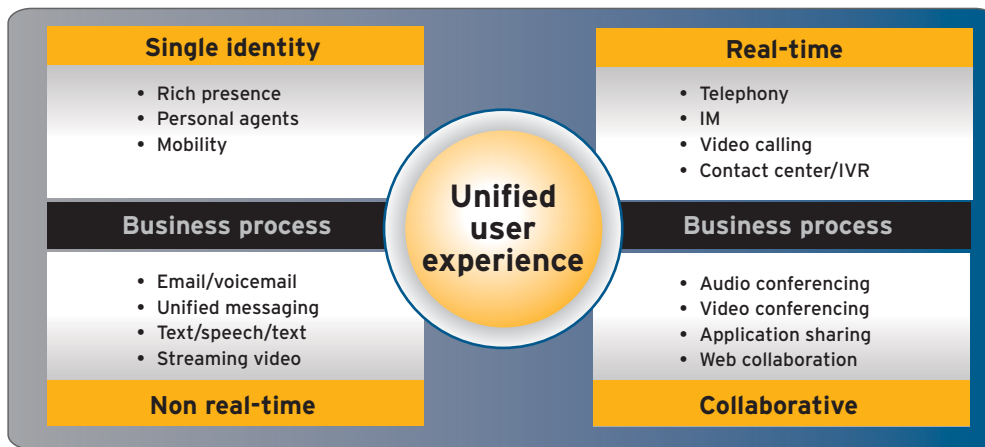 Single identity
• Rich presence
• Personal agents
• Mobility
Business process
• Email/voicemail
• Unified messaging
• Text/speech/text
• Streaming video
Non real-time
Unified
user
experience
Real-time
• Telephony
• IM
• Video calling
• Contact center/IVR
Business process
• Audio conferencing
• Video conferencing
• Application sharing
• Web collaboration
Collaborative